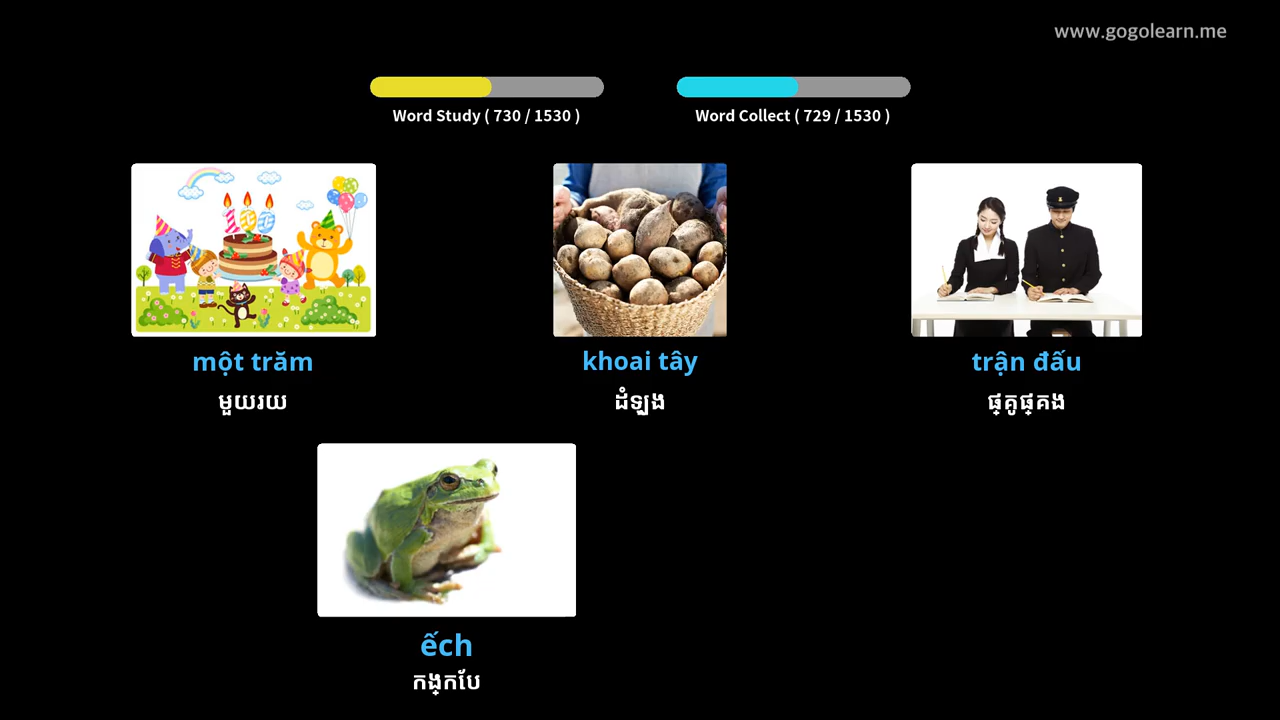 www.gogolearn.me
Word Study ( 730 / 1530 )
Word Collect ( 729 / 1530 )
100
một trăm
មួយរយ
khoai tây
ដំឡូង
trận đấu
ផ្គូផ្គង
ếch
កង្កែប